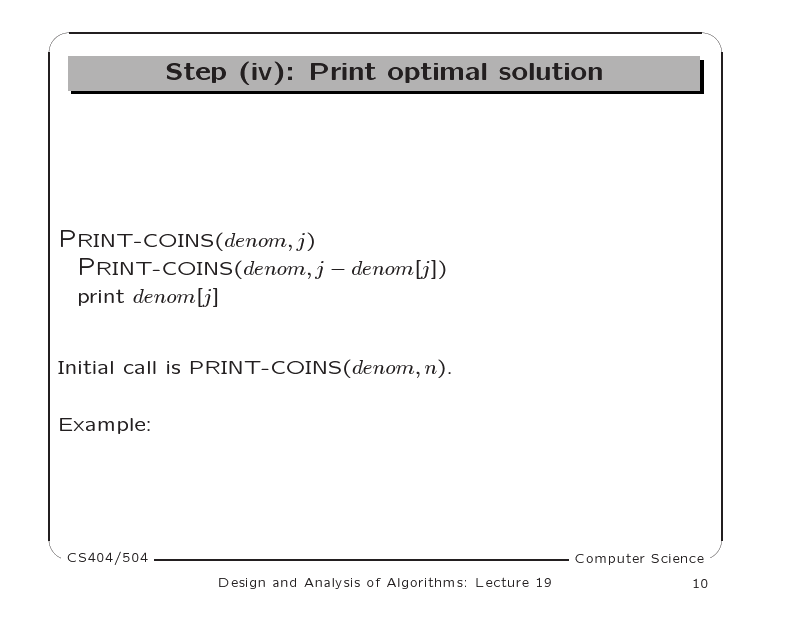 Step (iv): Print optimal solution
PRINT-COINS(denom, j)
PRINT-COINS(denom, j − denom[j])
print denom[j]
Initial call is PRINT-COINS(denom, n).
Example:
CS404/504 Computer Science
Design and Analysis of Algorithms: Lecture 19 10